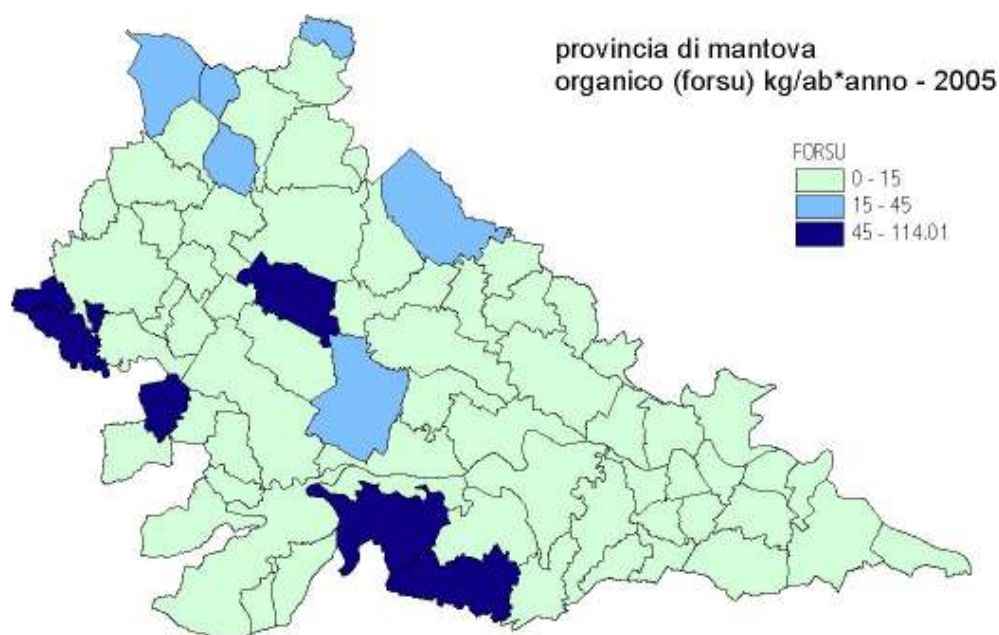 provincia di mantova
organico (forsu) kg/ab*anno - 2005
FORSU
0 - 15
15 - 45
45 - 114.01